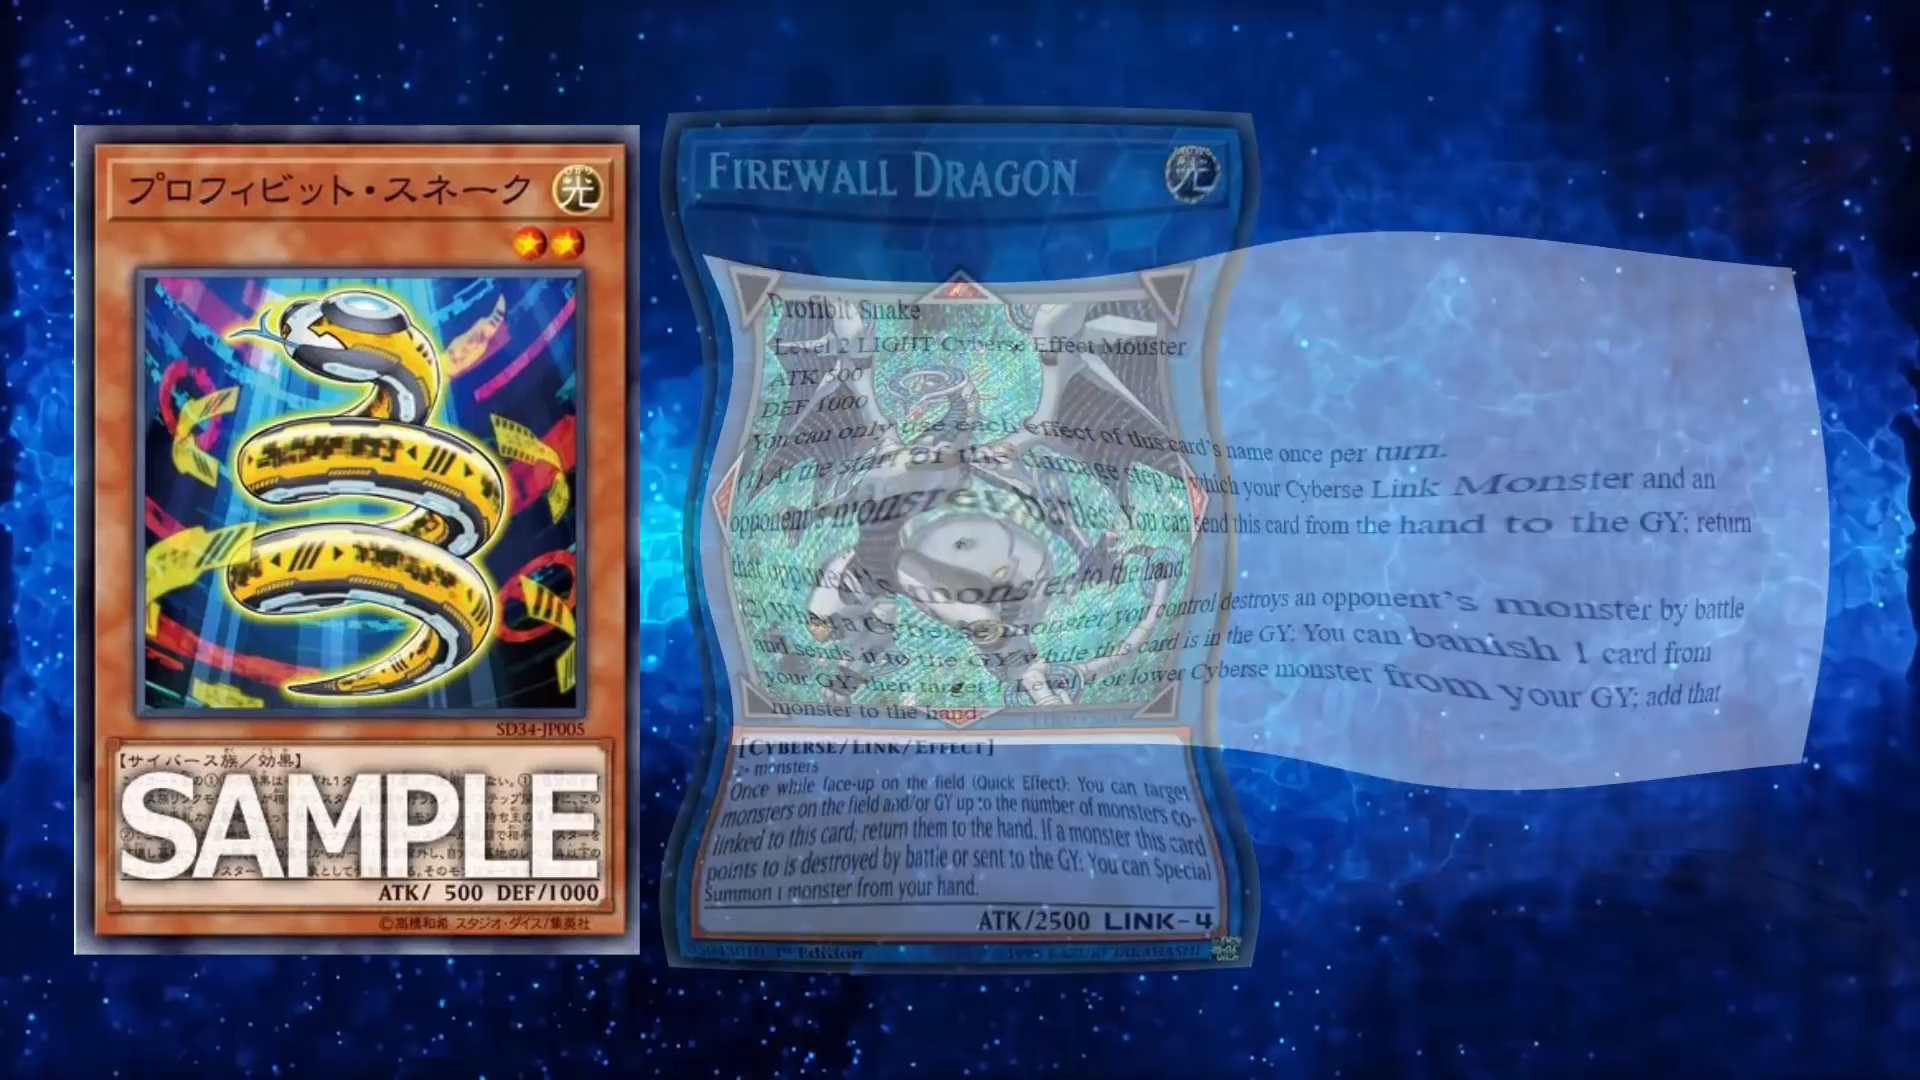 プロフィビット・スネーク
光
SD34-JP005
【サイバース族／効果】
SAMPLE
ATK/ 500 DEF/1000
©高橋和希 スタジオ・ダイス/集英社
FIREWALL DRAGON
光
Profibit Snake
Level 2 LIGHT Cyberse Effect Monster
ATK 500
DEF 1000
You can only use each effect of this card's name once per turn.
(1) At the start of the damage step in which your Cyberse Link Monster and an
opponent's monster battles: You can send this card from the hand to the GY; return
that opponent's monster to the hand.
(2) When a Cyberse monster you control destroys an opponent's monster by battle
and sends it to the GY while this card is in the GY: You can banish 1 card from
your GY, then target 1 Level 4 or lower Cyberse monster from your GY; add that
monster to the hand.
[CYBERSE/LINK/EFFECT]
2+ monsters
Once while face-up on the field (Quick Effect): You can target
monsters on the field and/or GY up to the number of monsters co-
linked to this card; return them to the hand. If a monster this card
points to is destroyed by battle or sent to the GY: You can Special
Summon 1 monster from your hand.
ATK/2500 LINK-4
1st Edition